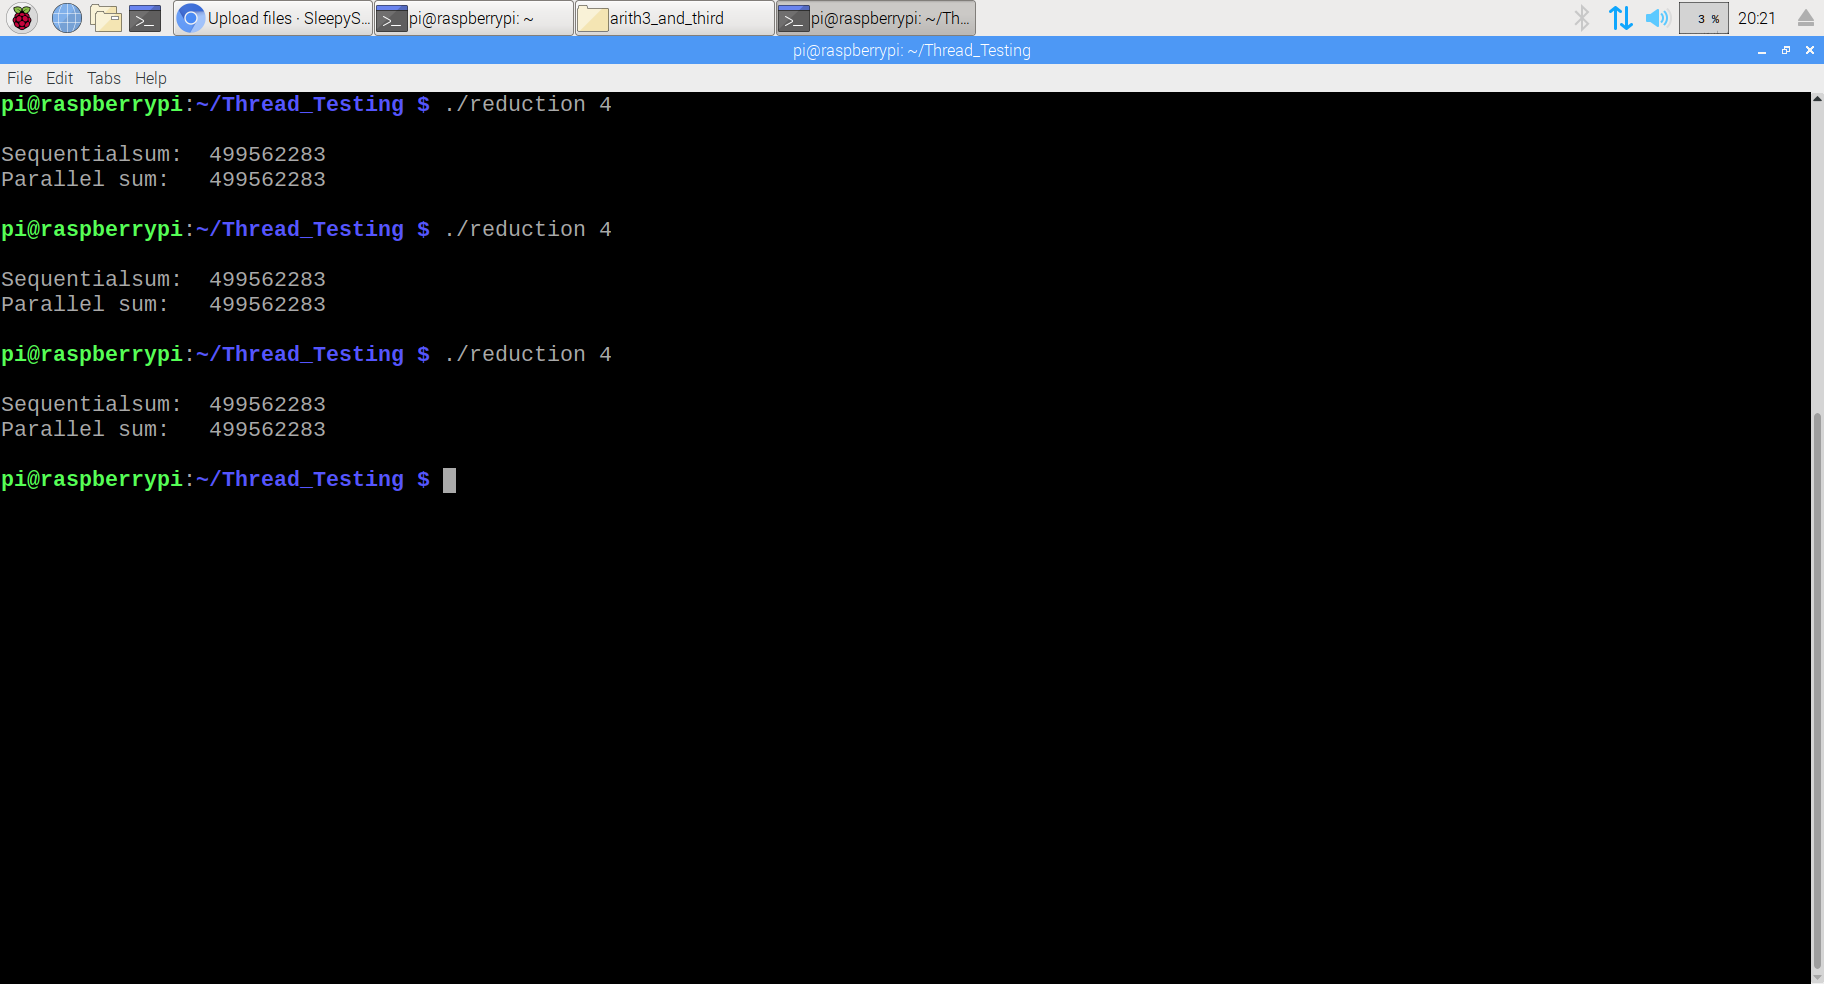 Upload files · SleepyS...
pi@raspberrypi: ~
arith3_and_third
pi@raspberrypi: ~/Th...
3 %
20:21
pi@raspberrypi: ~/Thread_Testing
File Edit Tabs Help
pi@raspberrypi:~/Thread_Testing $ ./reduction 4
Sequentialsum:  499562283
Parallel sum:   499562283
pi@raspberrypi:~/Thread_Testing $ ./reduction 4
Sequentialsum:  499562283
Parallel sum:   499562283
pi@raspberrypi:~/Thread_Testing $ ./reduction 4
Sequentialsum:  499562283
Parallel sum:   499562283
pi@raspberrypi:~/Thread_Testing $